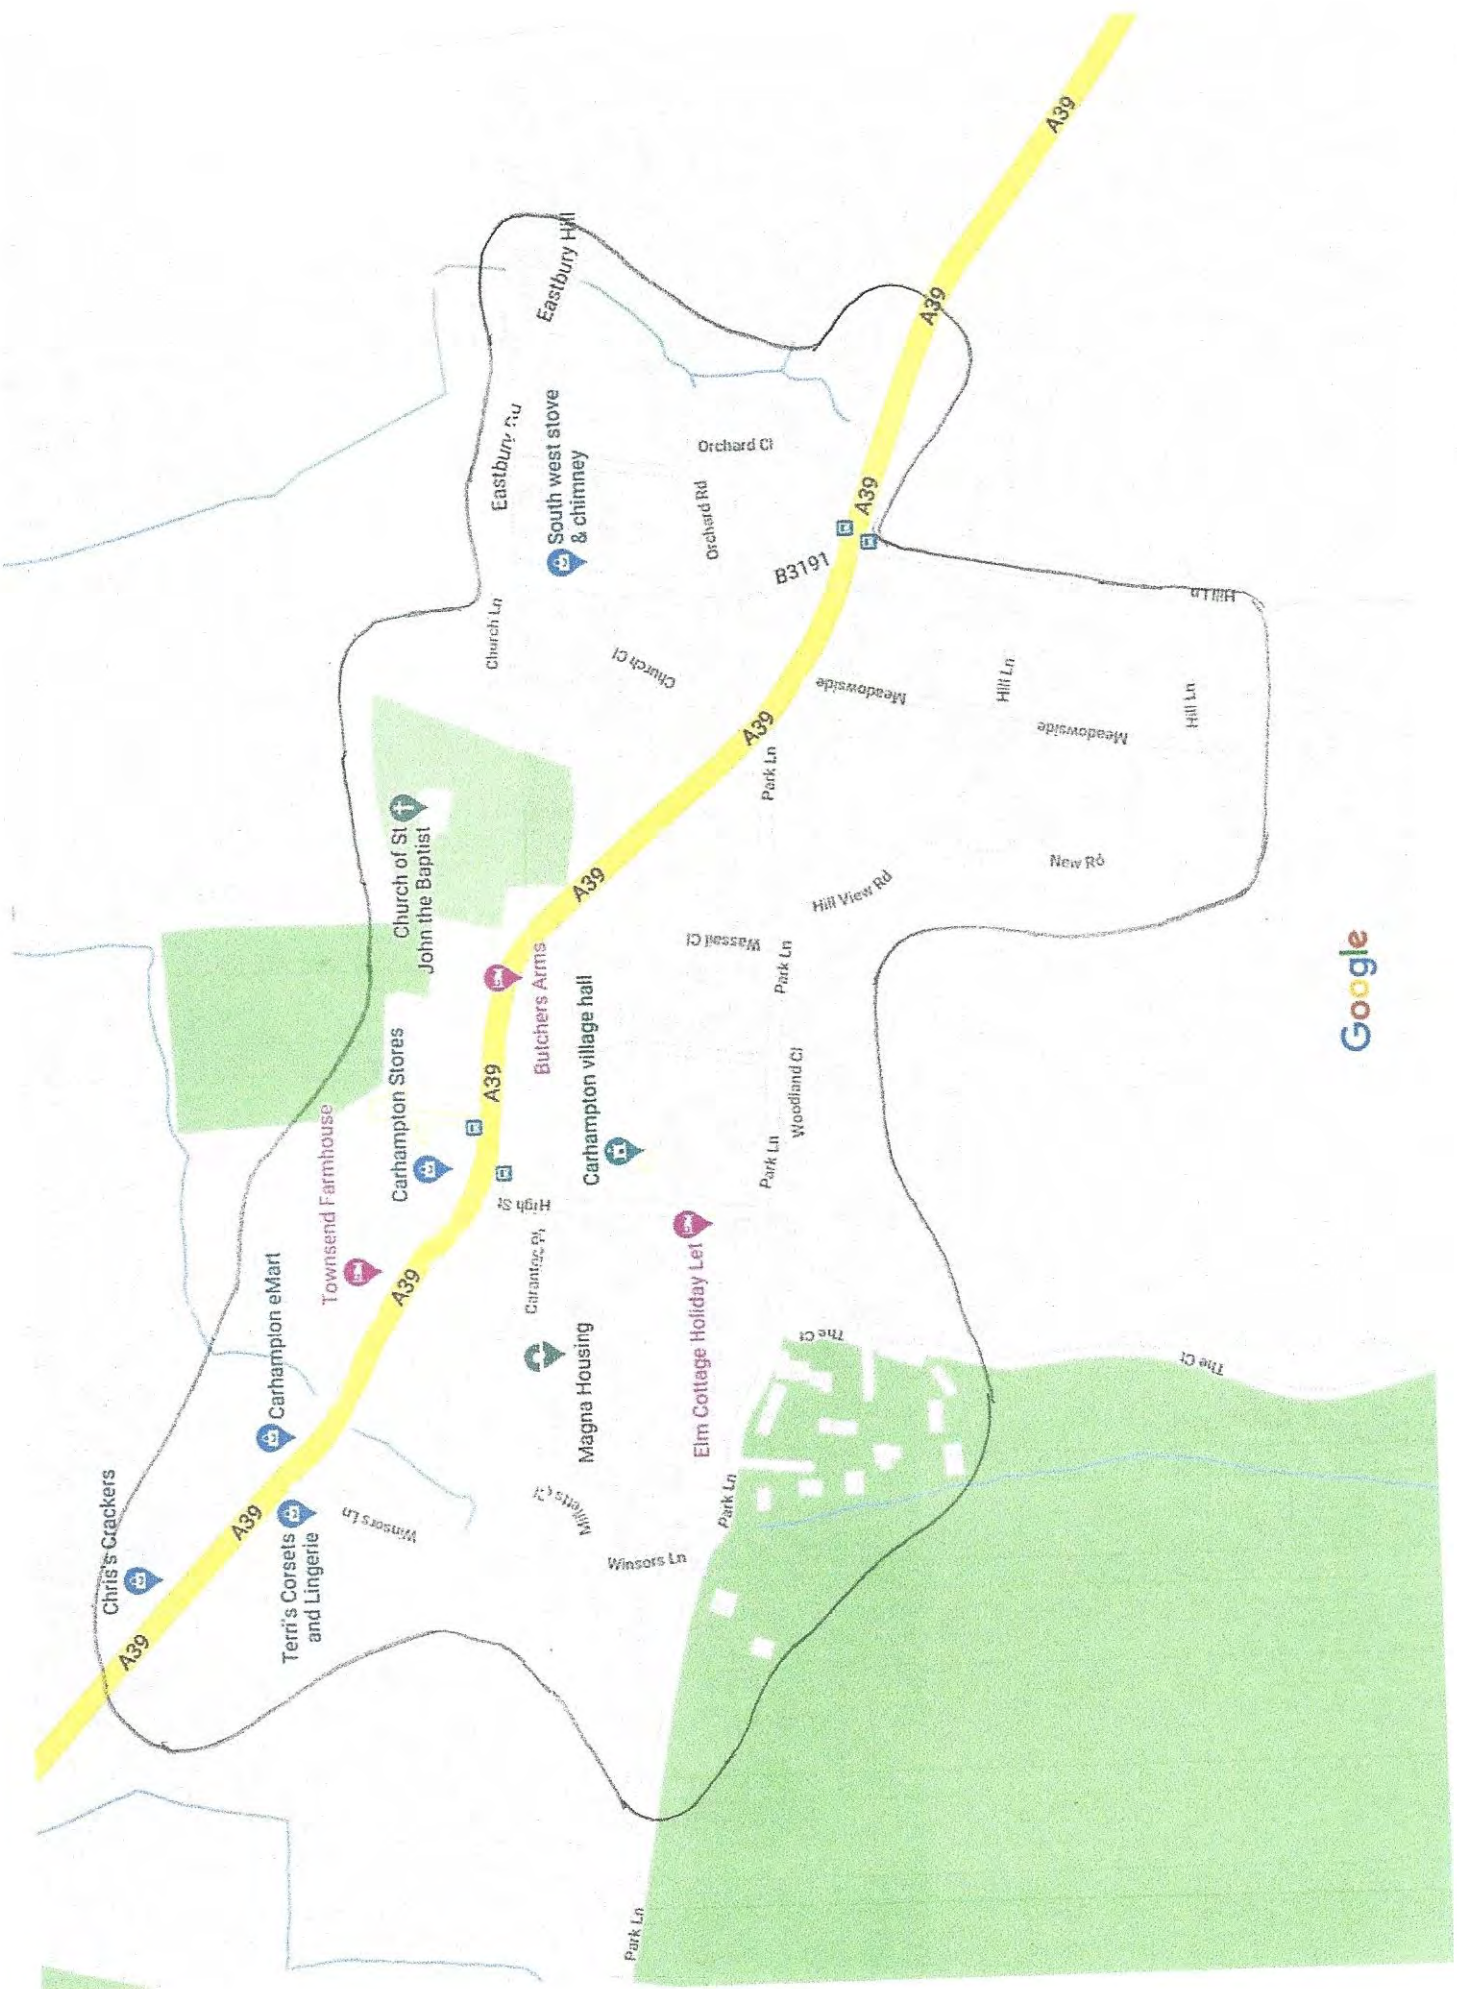 Chris's Crackers
A39
A39
Terri's Corsets
and Lingerie
Carhampton eMart
Townsend Farmhouse
A39
Winsors Ln
Carhampton Stores
Church of St
John the Baptist
A39
High St
Butchers Arms
Magna Housing
Carhampton village hall
Winsors Ln
A39
Church Ln
Eastbury Rd
Eastbury Hill
South west stove
& chimney
Church Cl
Orchard Rd
Orchard Cl
Elm Cottage Holiday Let
Wassail Cl
Park Ln
Park Ln
Park Ln
Park Ln
Park Ln
A39
Woodland Cl
Hill View Rd
Meadowside
B3191
A39
A39
A39
The Ct
Hill Ln
Meadowside
New Rd
Hill Ln
Hill Ln
The Ct
Google